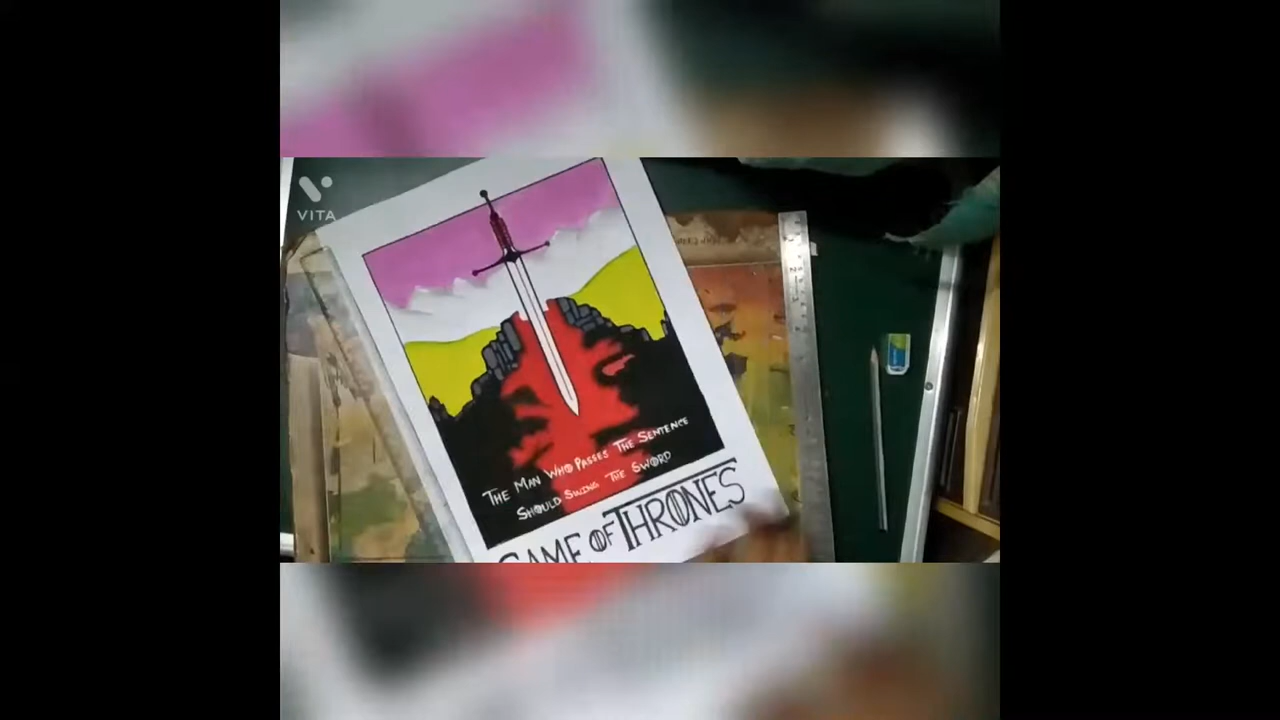 VITA
THE MAN WHO PASSES THE SENTENCE
SHOULD SWING THE SWORD
GAME OF THRONES